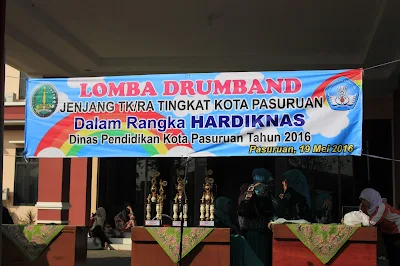 LOMBA DRUMBAND
JENJANG TK/RA TINGKAT KOTA PASURUAN
Dalam Rangka HARDIKNAS
Dinas Pendidikan Kota Pasuruan Tahun 2016
Pasuruan, 19 Mei 2016